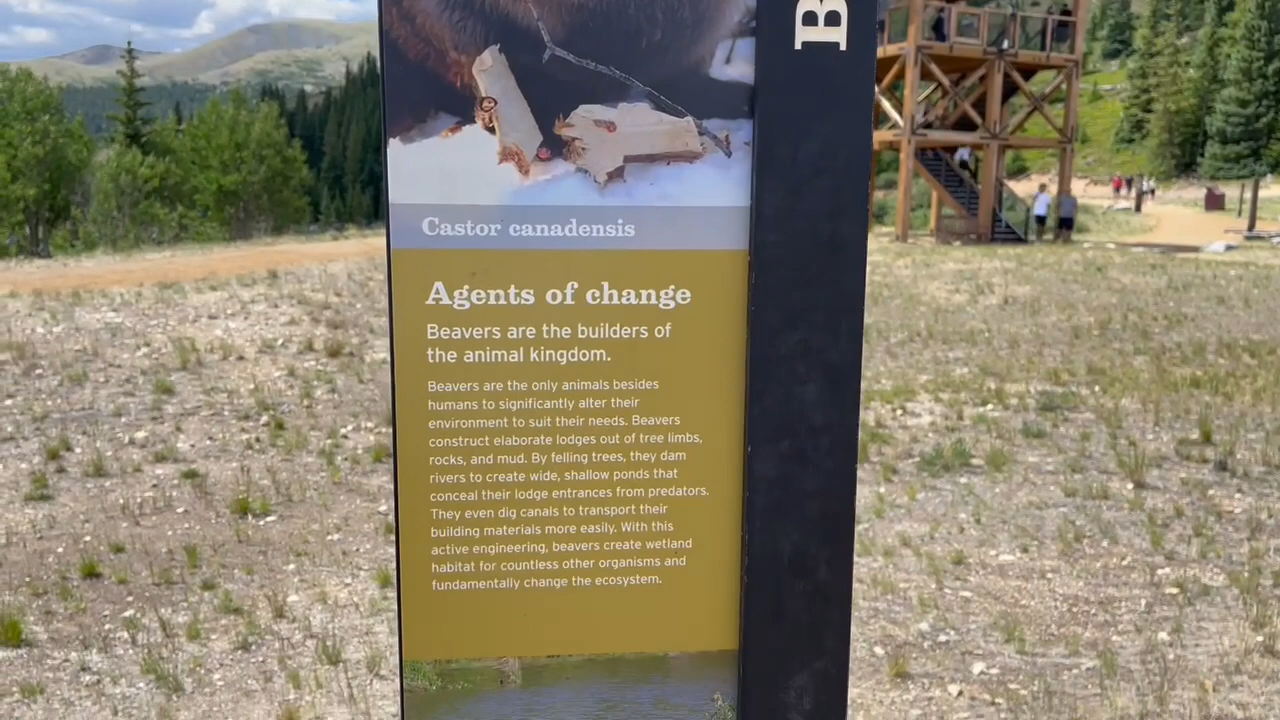 B
Castor canadensis
Agents of change
Beavers are the builders of
the animal kingdom.
Beavers are the only animals besides
humans to significantly alter their
environment to suit their needs. Beavers
construct elaborate lodges out of tree limbs,
rocks, and mud. By felling trees, they dam
rivers to create wide, shallow ponds that
conceal their lodge entrances from predators.
They even dig canals to transport their
building materials more easily. With this
active engineering, beavers create wetland
habitat for countless other organisms and
fundamentally change the ecosystem.